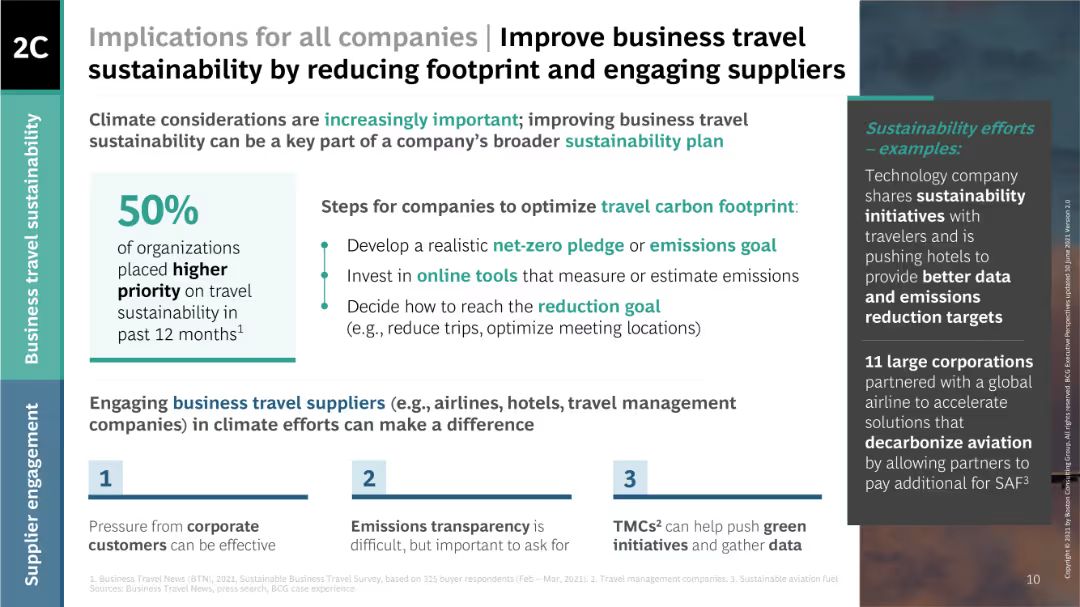 2C
Implications for all companies | Improve business travel
sustainability by reducing footprint and engaging suppliers
Business travel sustainability
Climate considerations are increasingly important; improving business travel
sustainability can be a key part of a company's broader sustainability plan
50%
of organizations
placed higher
priority on travel
sustainability in
past 12 months¹
Steps for companies to optimize travel carbon footprint:
Develop a realistic net-zero pledge or emissions goal
Invest in online tools that measure or estimate emissions
Decide how to reach the reduction goal
(e.g., reduce trips, optimize meeting locations)
Supplier engagement
Engaging business travel suppliers (e.g., airlines, hotels, travel management
companies) in climate efforts can make a difference
1
Pressure from corporate
customers can be effective
2
Emissions transparency is
difficult, but important to ask for
3
TMCs² can help push green
initiatives and gather data
Sustainability efforts
– examples:
Technology company
shares sustainability
initiatives with
travelers and is
pushing hotels to
provide better data
and emissions
reduction targets
11 large corporations
partnered with a global
airline to accelerate
solutions that
decarbonize aviation
by allowing partners to
pay additional for SAF³
1. Business Travel News (BTN), 2021, Sustainable Business Travel Survey, based on 325 buyer respondents (Feb – Mar, 2021); 2. Travel management companies. 3. Sustainable aviation fuel
Sources: Business Travel News, press search, BCG case experience
10
Copyright © 2021 by Boston Consulting Group. All rights reserved. BCG Executive Perspectives updated 30 June 2021 Version 2.0